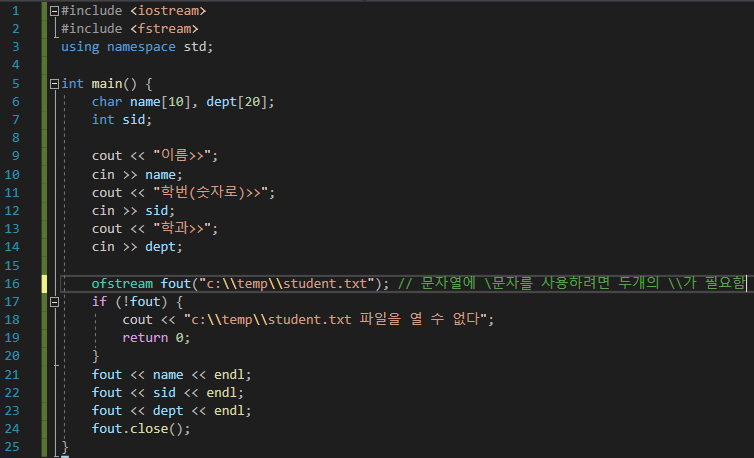 1 #include <iostream>
2 #include <fstream>
3 using namespace std;
4
5 int main() {
6 char name[10], dept[20];
7 int sid;
8
9 cout << "이름>>";
10 cin >> name;
11 cout << "학번(숫자로)>>";
12 cin >> sid;
13 cout << "학과>>";
14 cin >> dept;
15
16 ofstream fout("c:\\temp\\student.txt"); // 문자열에 \문자를 사용하려면 두개의 \\가 필요함
17 if (!fout) {
18 cout << "c:\\temp\\student.txt 파일을 열 수 없다";
19 return 0;
20 }
21 fout << name << endl;
22 fout << sid << endl;
23 fout << dept << endl;
24 fout.close();
25 }